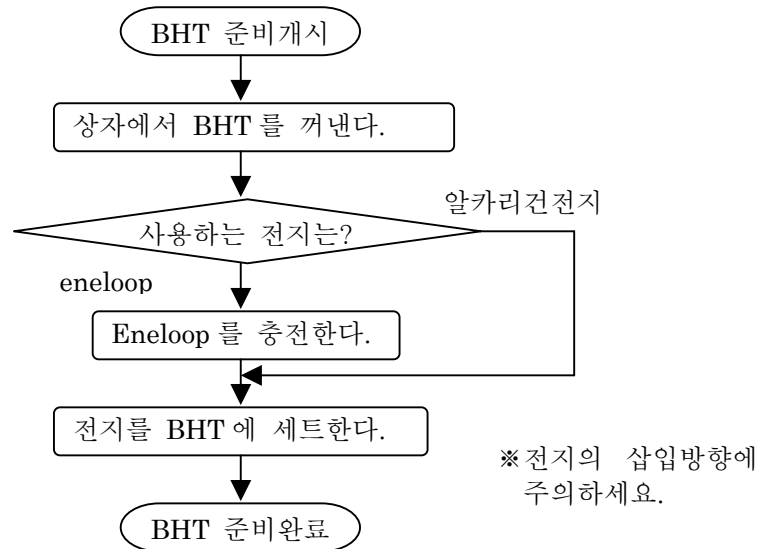 BHT 준비개시
상자에서 BHT 를 꺼낸다.
알카리건전지
사용하는 전지는?
eneloop
Eneloop 를 충전한다.
전지를 BHT 에 세트한다.
※전지의 삽입방향에
주의하세요.
BHT 준비완료